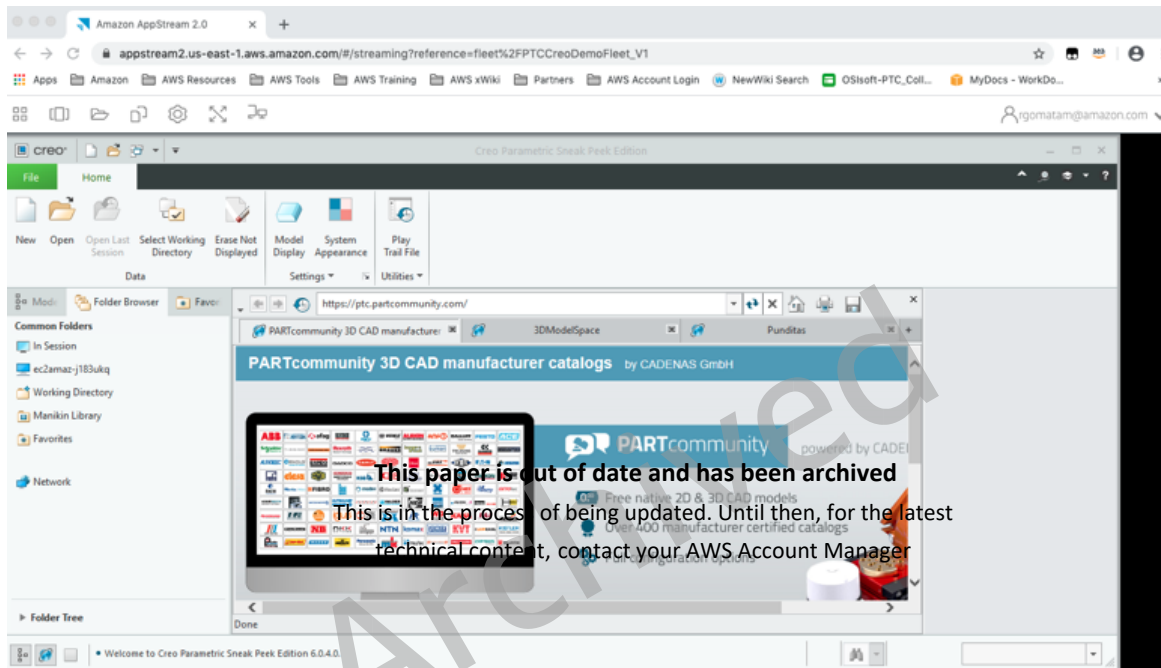 Amazon AppStream 2.0
appstream2.us-east-1.aws.amazon.com/#/streaming?reference=fleet%2FPTCCreoDemoFleet_V1
Apps Amazon AWS Resources AWS Tools AWS Training AWS xWiki Partners AWS Account Login NewWiki Search OSIsoft-PTC_Coll... MyDocs - WorkDo...
rgomatam@amazon.com
creo Creo Parametric Sneak Peek Edition
File Home
New Open Open Last Session Select Working Directory Erase Not Displayed Model Display System Appearance Play Trail File
Data Settings Utilities
Mode Folder Browser Favor
https://ptc.partcommunity.com/
Common Folders
PARTcommunity 3D CAD manufacturer 3DModelSpace Punditas
In Session
PARTcommunity 3D CAD manufacturer catalogs by CADENAS GmbH
ec2amaz-j183ukq
Working Directory
Manikin Library
Favorites
Network
ABB
PARTcommunity powered by CADE
This paper is out of date and has been archived
Free native 2D & 3D CAD models
This is in the process of being updated. Until then, for the latest
Over 400 manufacturer certified catalogs
technical content, contact your AWS Account Manager
Full configuration options
NB NTN KVT
Archived
Folder Tree
Done
Welcome to Creo Parametric Sneak Peek Edition 6.0.4.0.